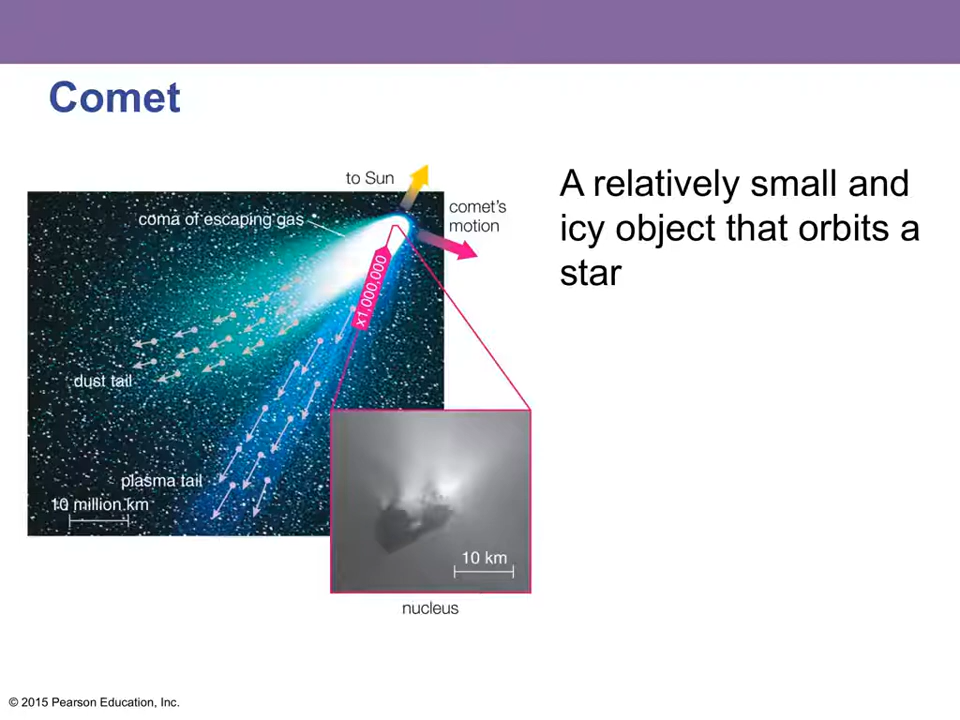 Comet
to Sun
coma of escaping gas
comet's
motion
x1,000,000
dust tail
plasma tail
10 million km
10 km
nucleus
A relatively small and
icy object that orbits a
star
© 2015 Pearson Education, Inc.